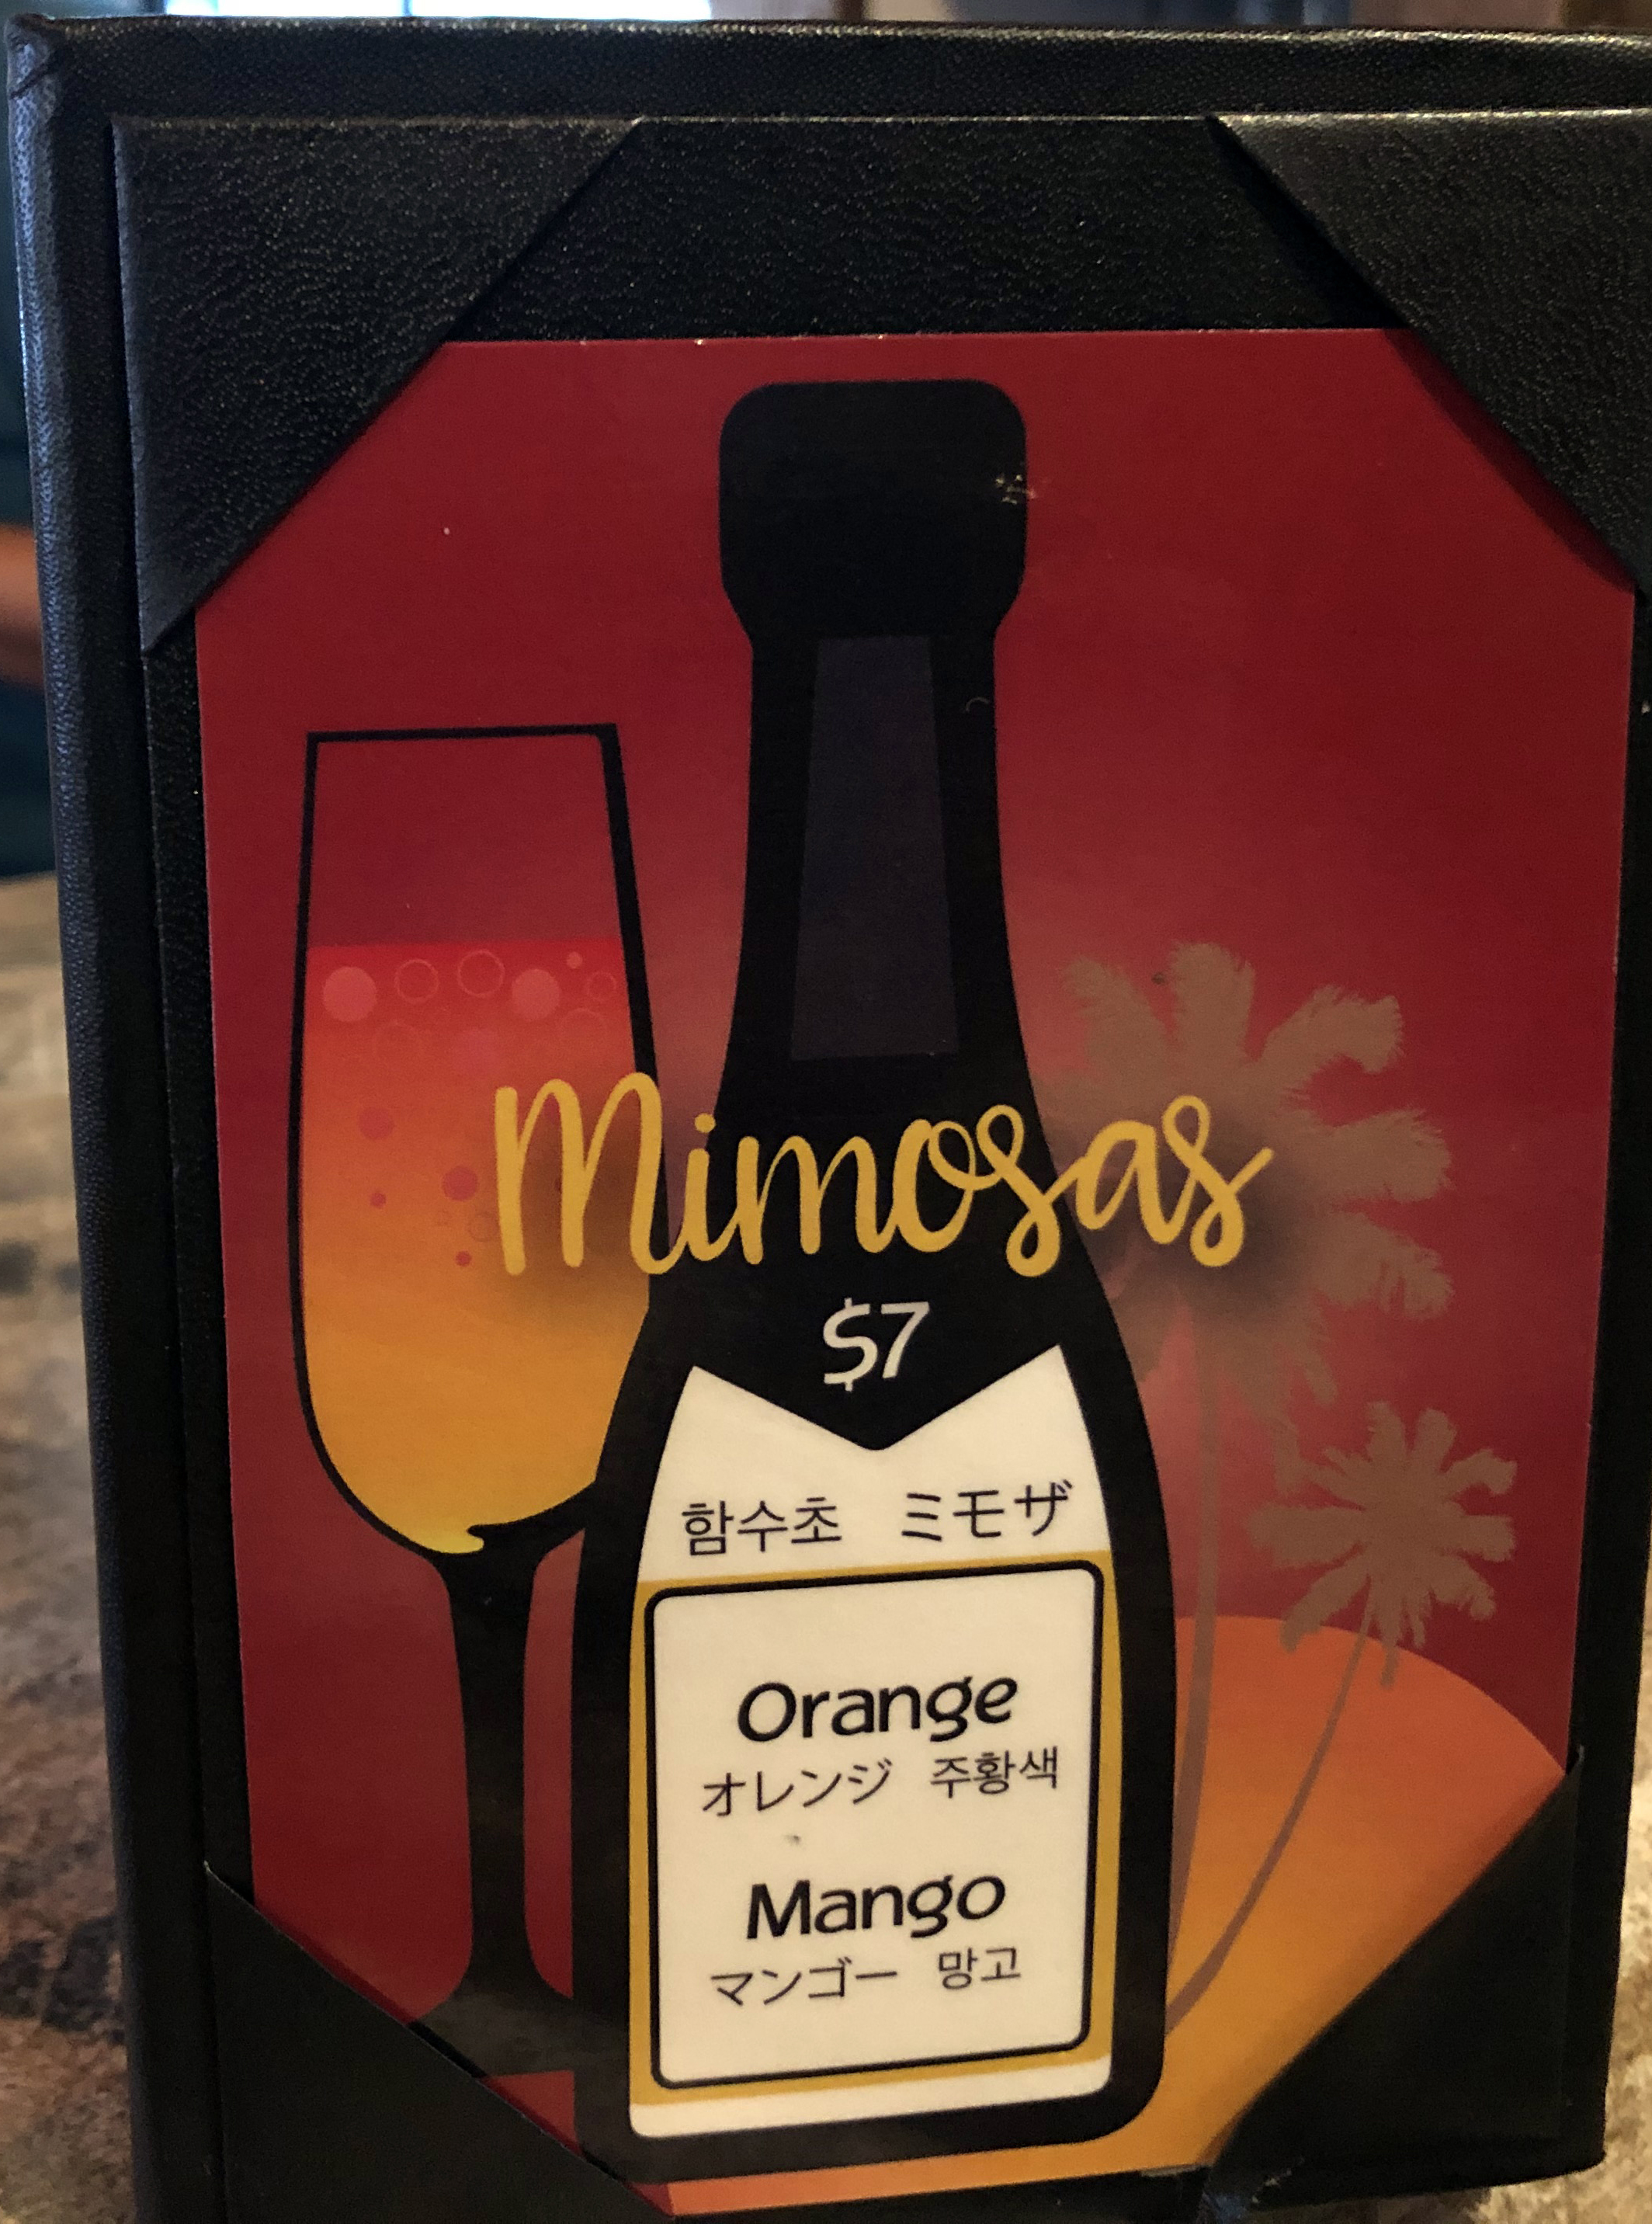 Mimosas
$7
함수초 ミモザ
Orange
オレンジ 주황색
Mango
マンゴー 망고